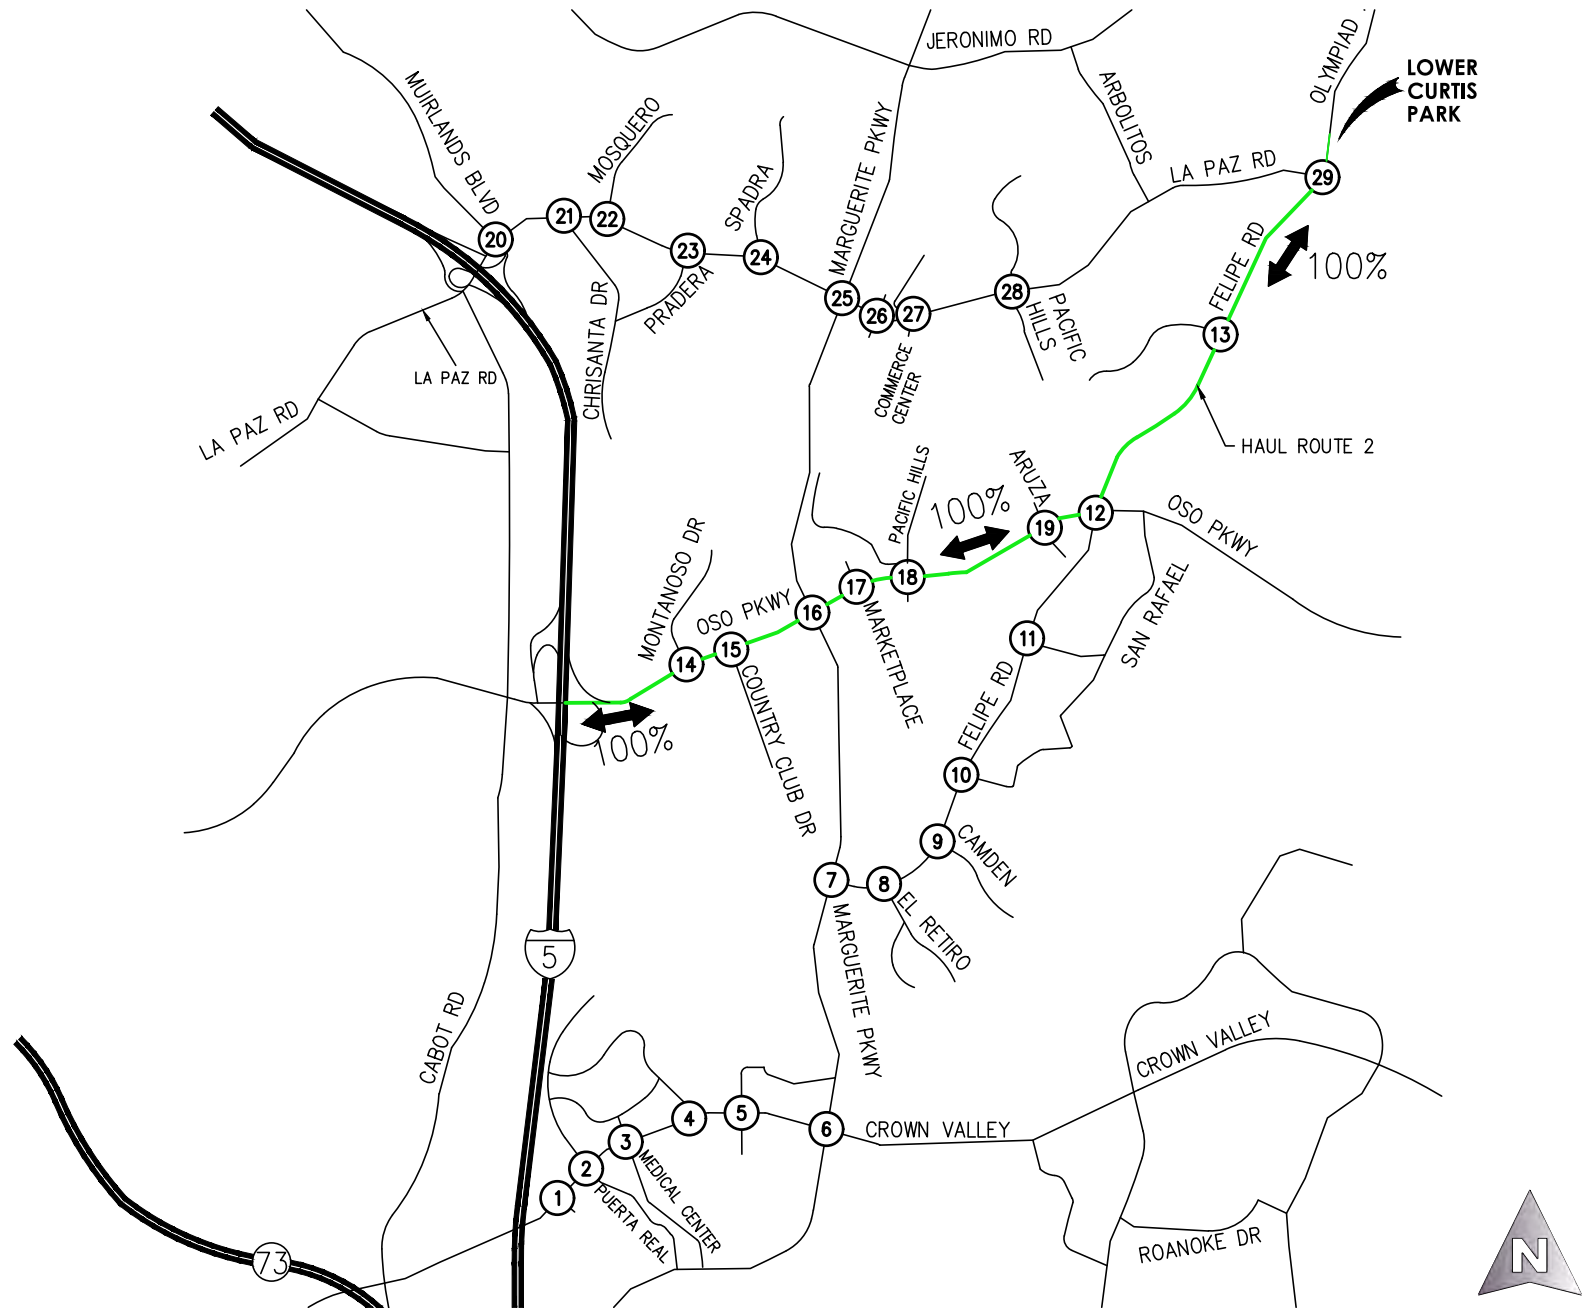 JERONIMO RD
OLYMPIAD
LOWER
CURTIS
PARK
MUIRLANDS BLVD
MOSQUERO
MARGUERITE PKWY
ARBOLITOS
SPADRA
LA PAZ RD
29
21
22
20
23
24
FELIPE RD
100%
PRADERA
CHRISANTA DR
25
26
27
28
PACIFIC
HILLS
13
COMMERCE
CENTER
LA PAZ RD
LA PAZ RD
HAUL ROUTE 2
PACIFIC HILLS
ARUZA
100%
OSO PKWY
12
19
MONTANOSO DR
18
17
OSO PKWY
16
MARKETPLACE
SAN RAFAEL
11
14
15
COUNTRY CLUB DR
FELIPE RD
100%
10
9
CAMDEN
7
8
EL RETIRO
MARGUERITE PKWY
5
CABOT RD
CROWN VALLEY
4
5
6
CROWN VALLEY
3
MEDICAL CENTER
2
PUERTA REAL
1
ROANOKE DR
73
N